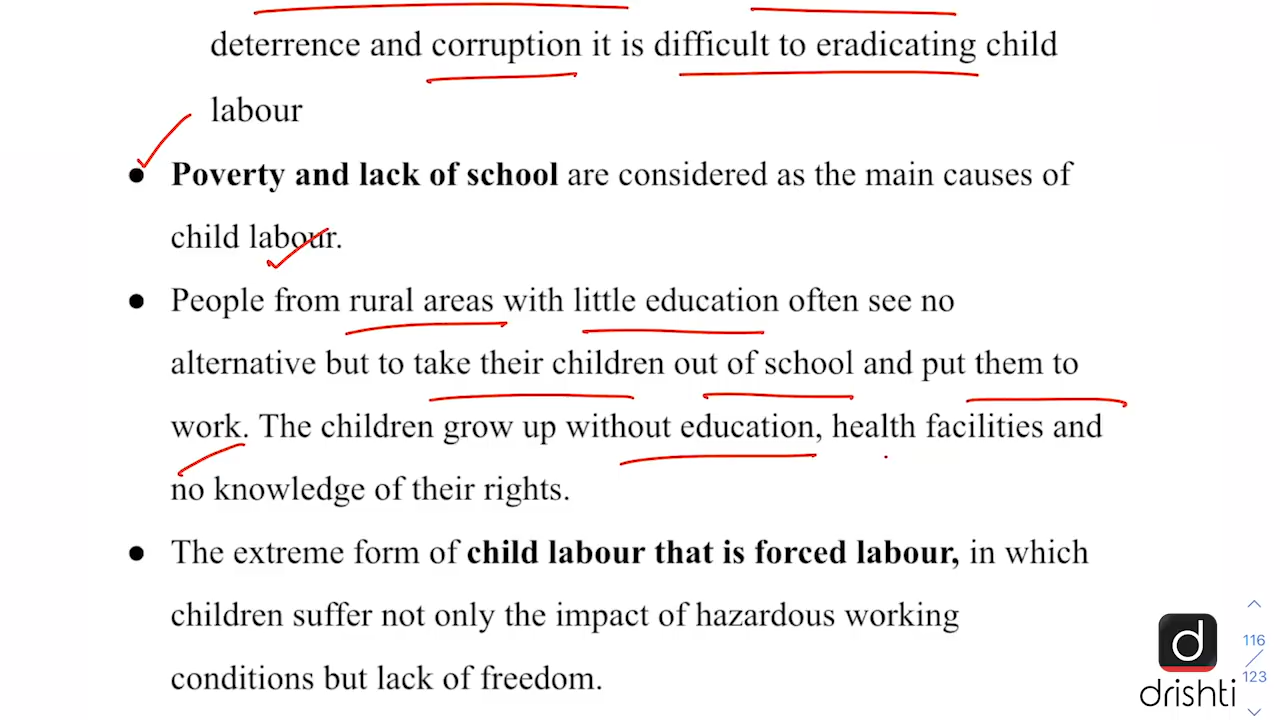 deterrence and corruption it is difficult to eradicating child
labour
● Poverty and lack of school are considered as the main causes of
child labour.
● People from rural areas with little education often see no
alternative but to take their children out of school and put them to
work. The children grow up without education, health facilities and
no knowledge of their rights.
● The extreme form of child labour that is forced labour, in which
children suffer not only the impact of hazardous working
conditions but lack of freedom.
116
/
123
d
drishti